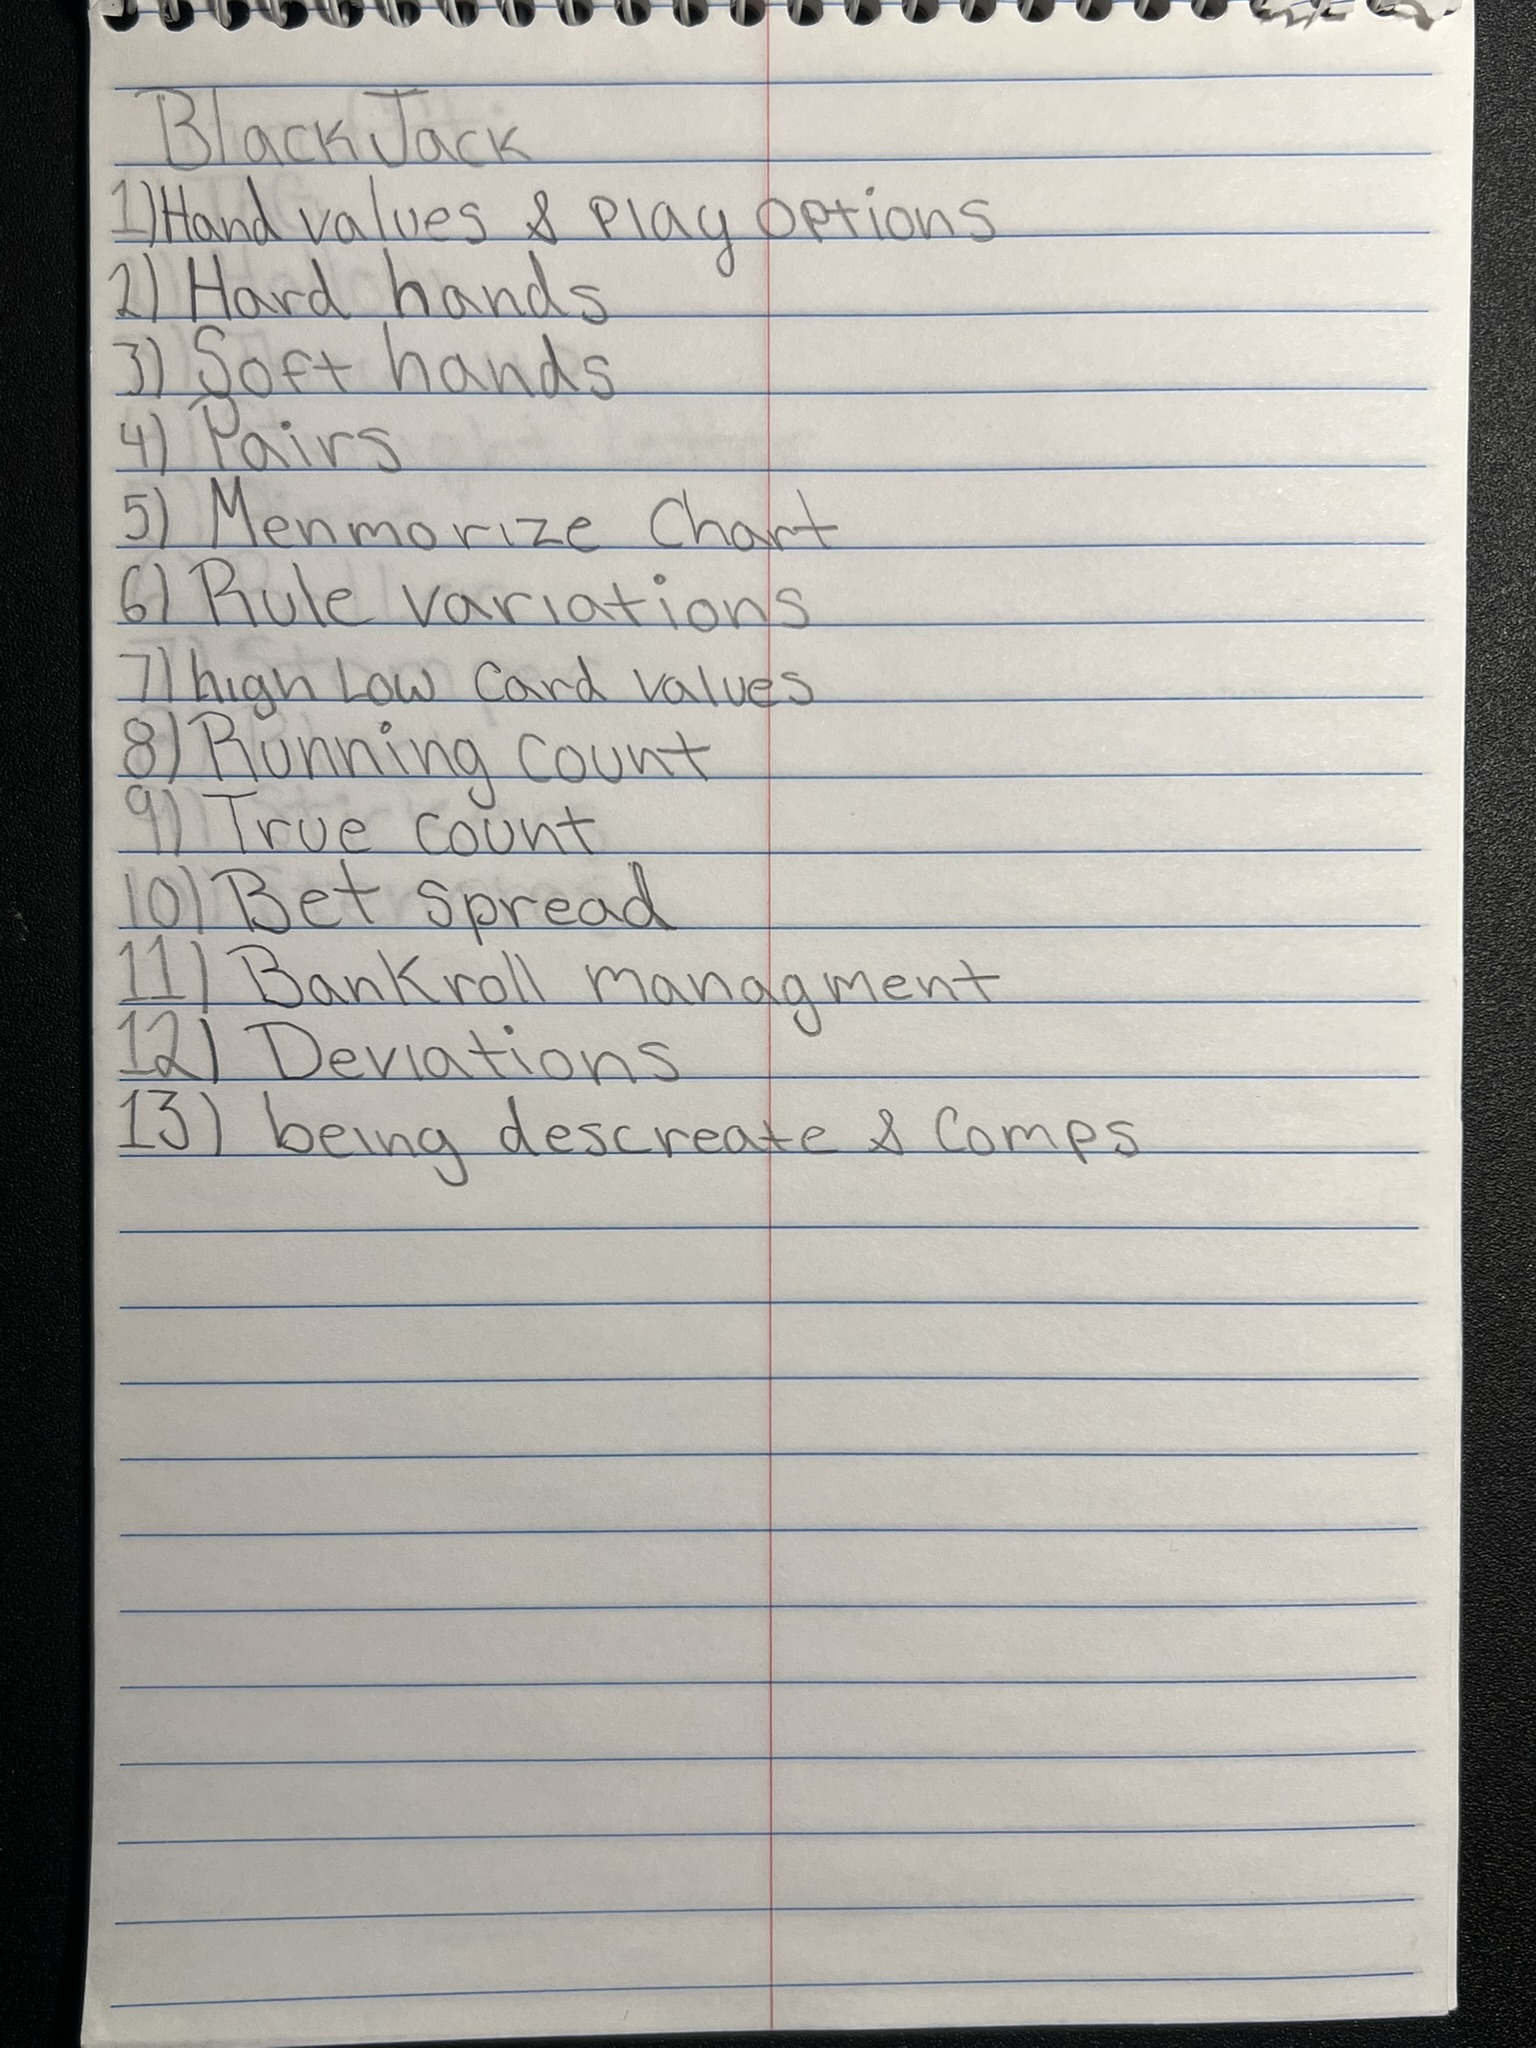 BlackJack
1) Hand values & Play options
2) Hard hands
3) Soft hands
4) Pairs
5) Menmorize Chart
6) Rule variations
7) high Low card values
8) Running count
9) True count
10) Bet spread
11) Bankroll managment
12) Deviations
13) being descreate & Comps